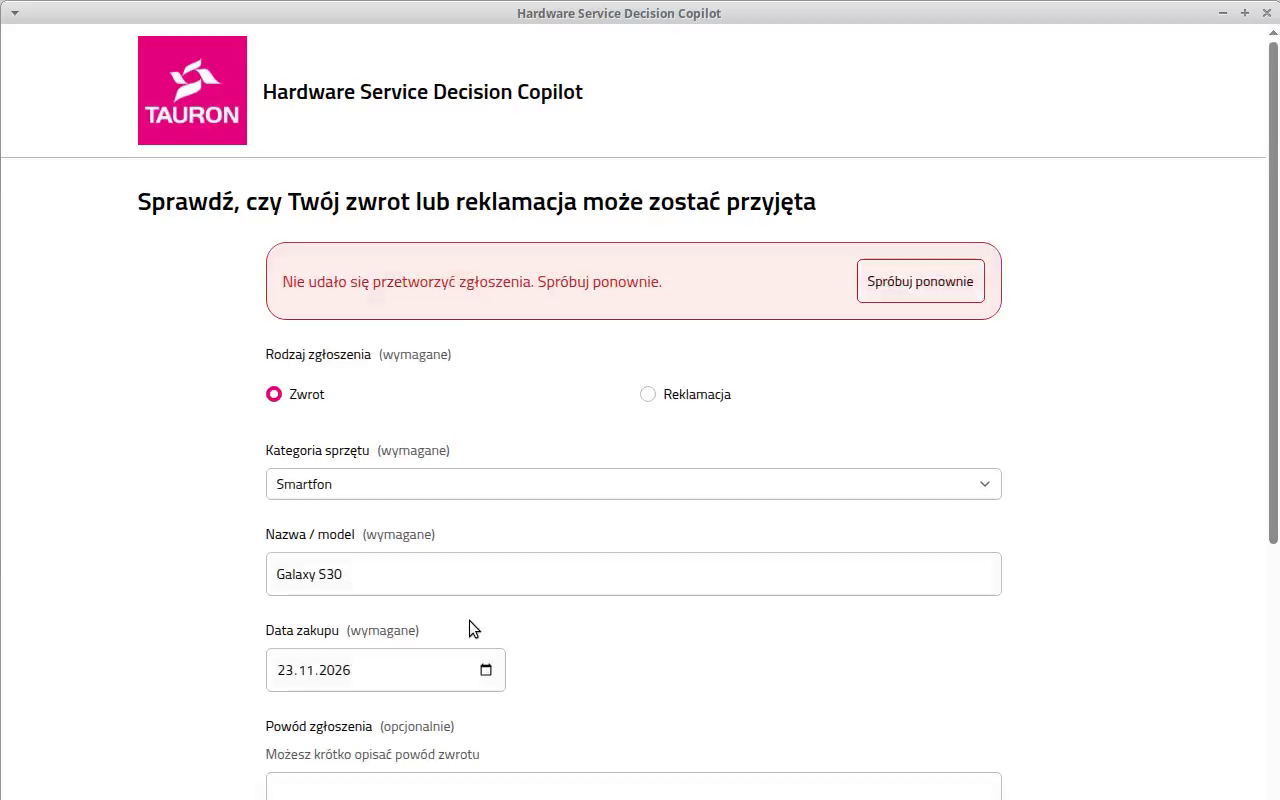 Hardware Service Decision Copilot
TAURON
Hardware Service Decision Copilot
Sprawdź, czy Twój zwrot lub reklamacja może zostać przyjęta
Nie udało się przetworzyć zgłoszenia. Spróbuj ponownie.
Spróbuj ponownie
Rodzaj zgłoszenia (wymagane)
Zwrot
Reklamacja
Kategoria sprzętu (wymagane)
Smartfon
Nazwa / model (wymagane)
Galaxy S30
Data zakupu (wymagane)
23.11.2026
Powód zgłoszenia (opcjonalnie)
Możesz krótko opisać powód zwrotu